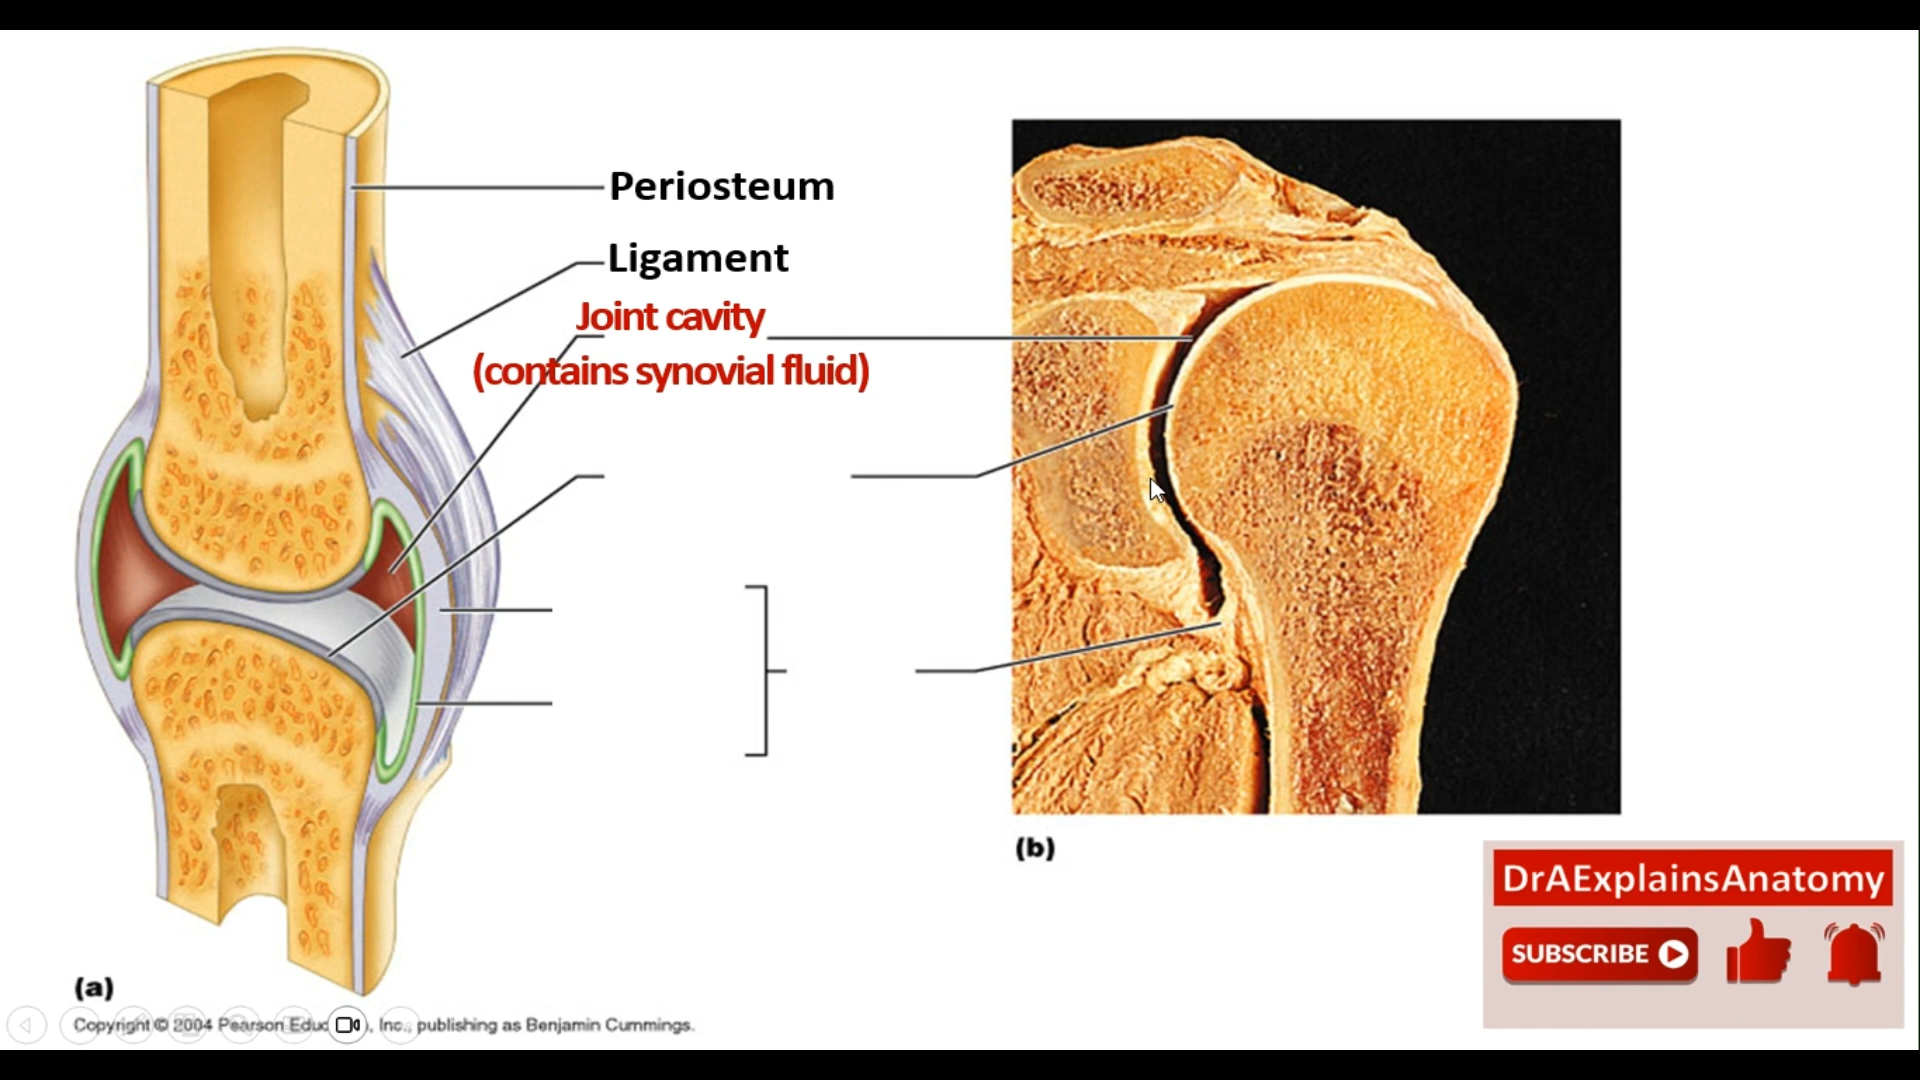 Periosteum
Ligament
Joint cavity
(contains synovial fluid)
(b)
DrAExplainsAnatomy
SUBSCRIBE
(a)
Copyright © 2004 Pearson Educ , Inc., publishing as Benjamin Cummings.